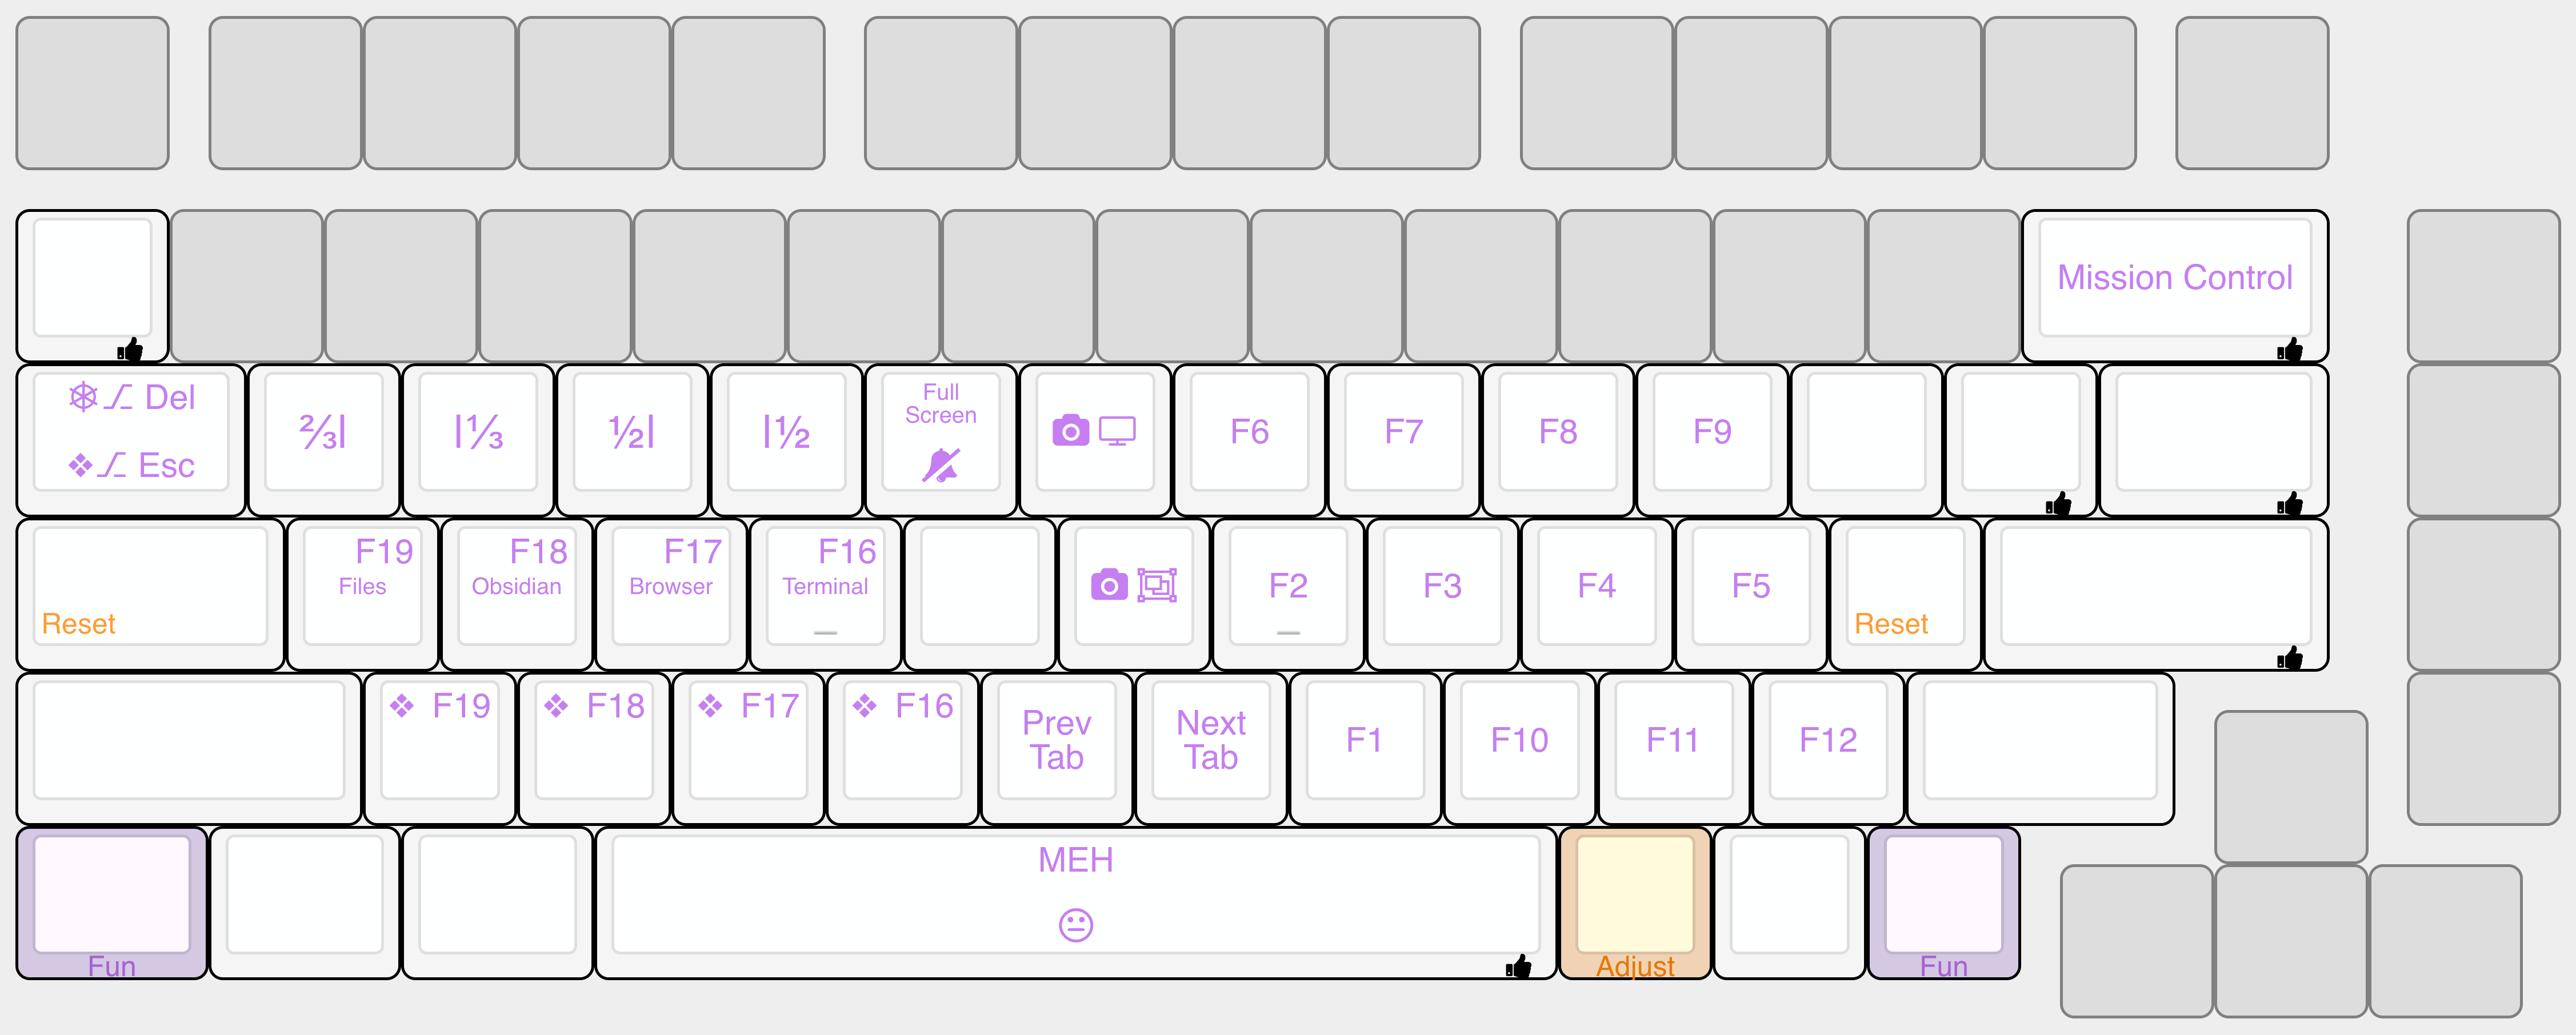 Mission Control
⎈⌥ Del
❖⌥ Esc
⅔|
|⅓
½|
|½
Full
Screen
F6
F7
F8
F9
Reset
F19
Files
F18
Obsidian
F17
Browser
F16
Terminal
_
F2
_
F3
F4
F5
Reset
❖ F19
❖ F18
❖ F17
❖ F16
Prev
Tab
Next
Tab
F1
F10
F11
F12
Fun
MEH
Adjust
Fun